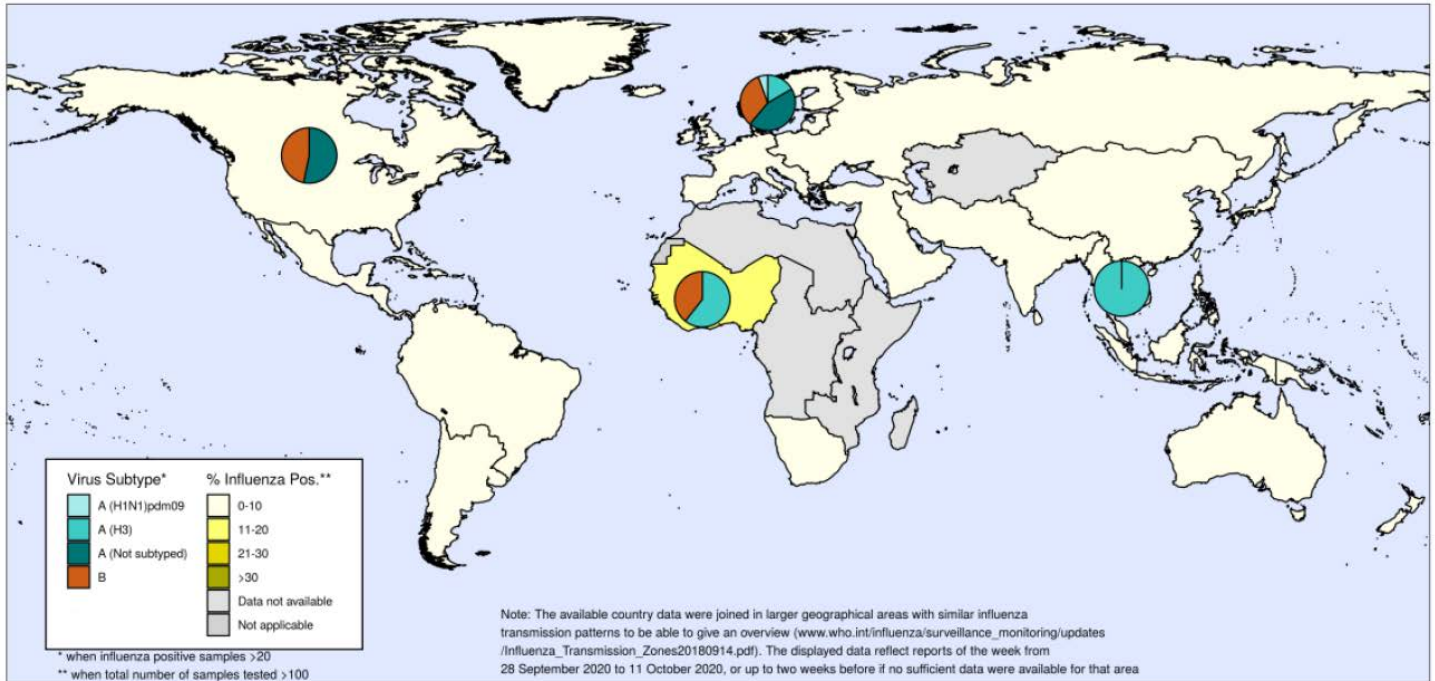 Virus Subtype*
A (H1N1)pdm09
A (H3)
A (Not subtyped)
B
% Influenza Pos.**
0-10
11-20
21-30
>30
Data not available
Not applicable
* when influenza positive samples >20
** when total number of samples tested >100
Note: The available country data were joined in larger geographical areas with similar influenza
transmission patterns to be able to give an overview (www.who.int/influenza/surveillance_monitoring/updates
/Influenza_Transmission_Zones20180914.pdf). The displayed data reflect reports of the week from
28 September 2020 to 11 October 2020, or up to two weeks before if no sufficient data were available for that area